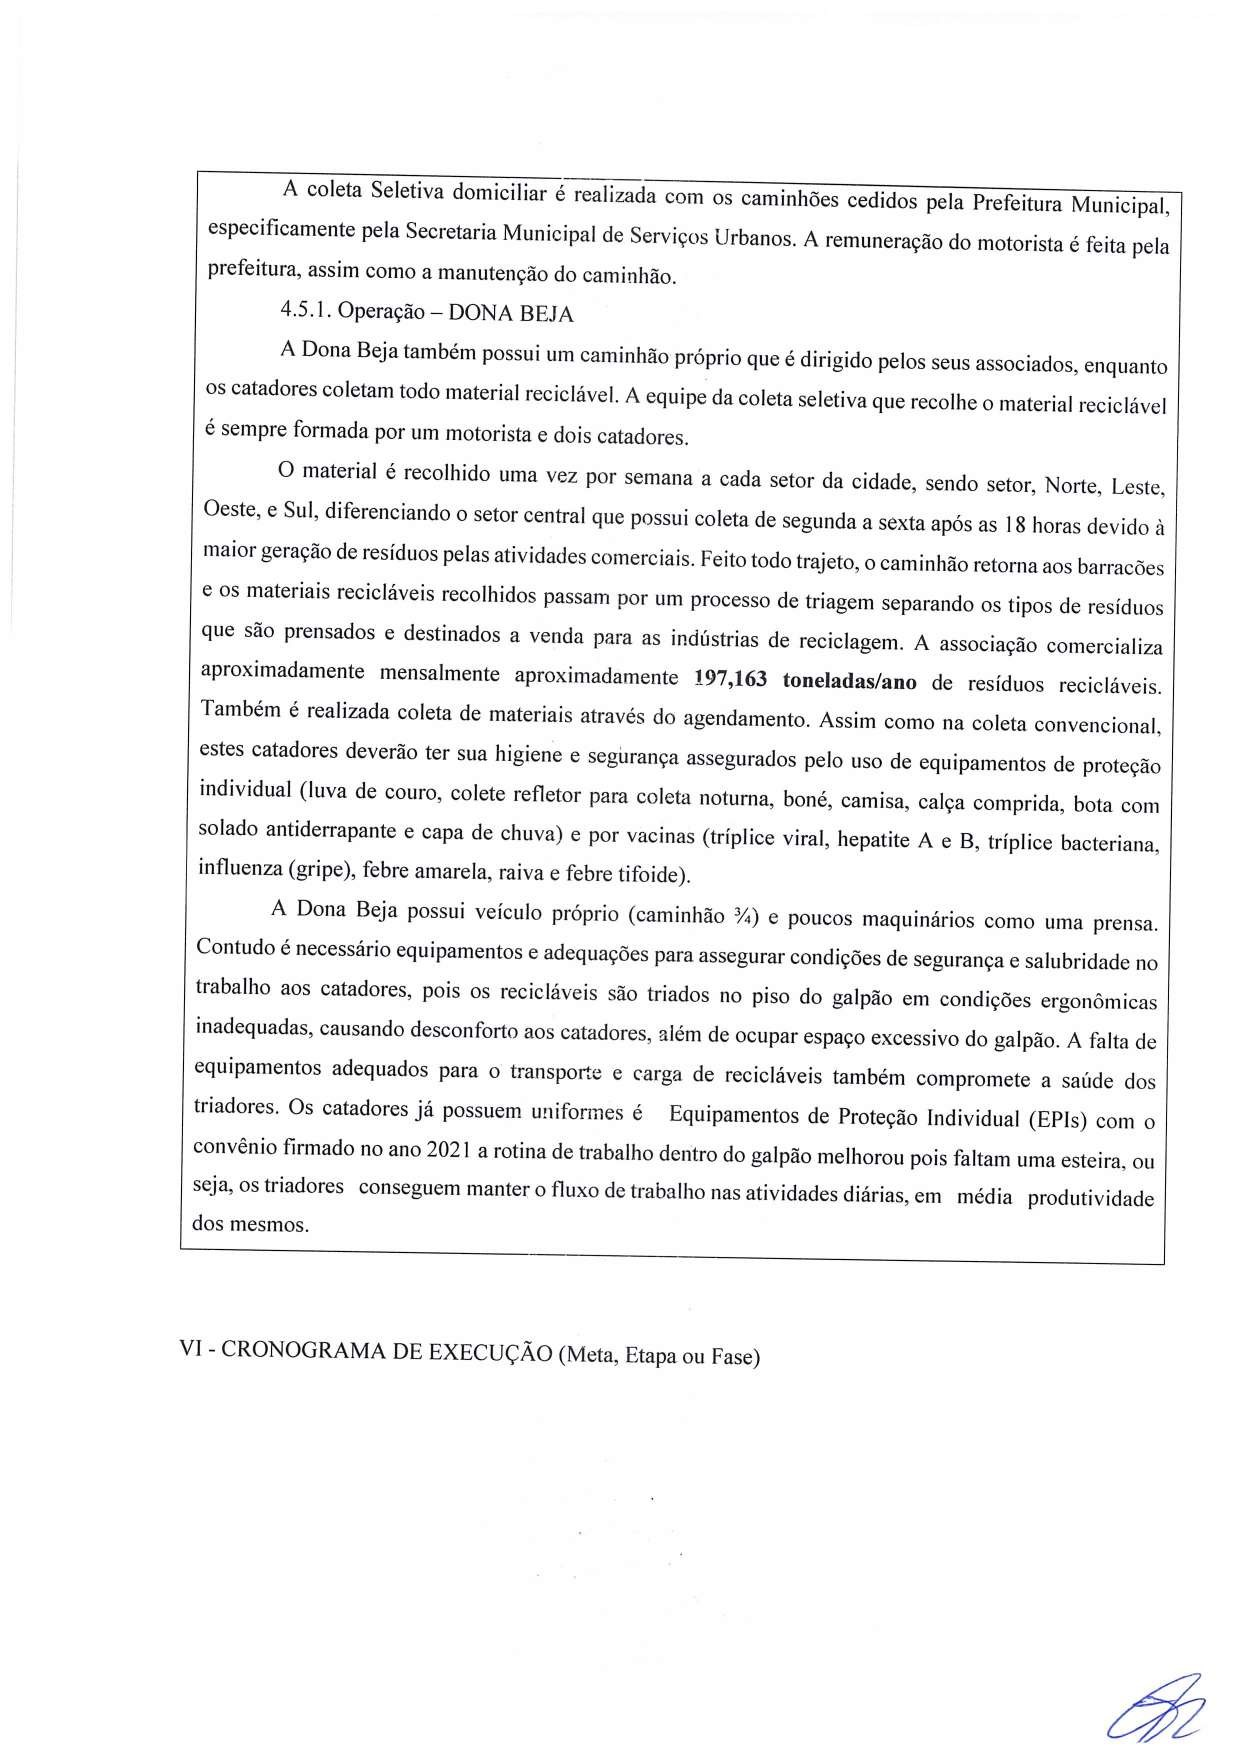 A coleta Seletiva domiciliar é realizada com os caminhões cedidos pela Prefeitura Municipal,
especificamente pela Secretaria Municipal de Serviços Urbanos. A remuneração do motorista é feita pela
prefeitura, assim como a manutenção do caminhão.
4.5.1. Operação – DONA BEJA
A Dona Beja também possui um caminhão próprio que é dirigido pelos seus associados, enquanto
os catadores coletam todo material reciclável. A equipe da coleta seletiva que recolhe o material reciclável
é sempre formada por um motorista e dois catadores.
O material é recolhido uma vez por semana a cada setor da cidade, sendo setor, Norte, Leste,
Oeste, e Sul, diferenciando o setor central que possui coleta de segunda a sexta após as 18 horas devido à
maior geração de resíduos pelas atividades comerciais. Feito todo trajeto, o caminhão retorna aos barracões
e os materiais recicláveis recolhidos passam por um processo de triagem separando os tipos de resíduos
que são prensados e destinados a venda para as indústrias de reciclagem. A associação comercializa
aproximadamente mensalmente aproximadamente 197,163 toneladas/ano de resíduos recicláveis.
Também é realizada coleta de materiais através do agendamento. Assim como na coleta convencional,
estes catadores deverão ter sua higiene e segurança assegurados pelo uso de equipamentos de proteção
individual (luva de couro, colete refletor para coleta noturna, boné, camisa, calça comprida, bota com
solado antiderrapante e capa de chuva) e por vacinas (tríplice viral, hepatite A e B, tríplice bacteriana,
influenza (gripe), febre amarela, raiva e febre tifoide).
A Dona Beja possui veículo próprio (caminhão ¾) e poucos maquinários como uma prensa.
Contudo é necessário equipamentos e adequações para assegurar condições de segurança e salubridade no
trabalho aos catadores, pois os recicláveis são triados no piso do galpão em condições ergonômicas
inadequadas, causando desconforto aos catadores, além de ocupar espaço excessivo do galpão. A falta de
equipamentos adequados para o transporte e carga de recicláveis também compromete a saúde dos
triadores. Os catadores já possuem uniformes é Equipamentos de Proteção Individual (EPIs) com o
convênio firmado no ano 2021 a rotina de trabalho dentro do galpão melhorou pois faltam uma esteira, ou
seja, os triadores conseguem manter o fluxo de trabalho nas atividades diárias, em média produtividade
dos mesmos.
VI - CRONOGRAMA DE EXECUÇÃO (Meta, Etapa ou Fase)